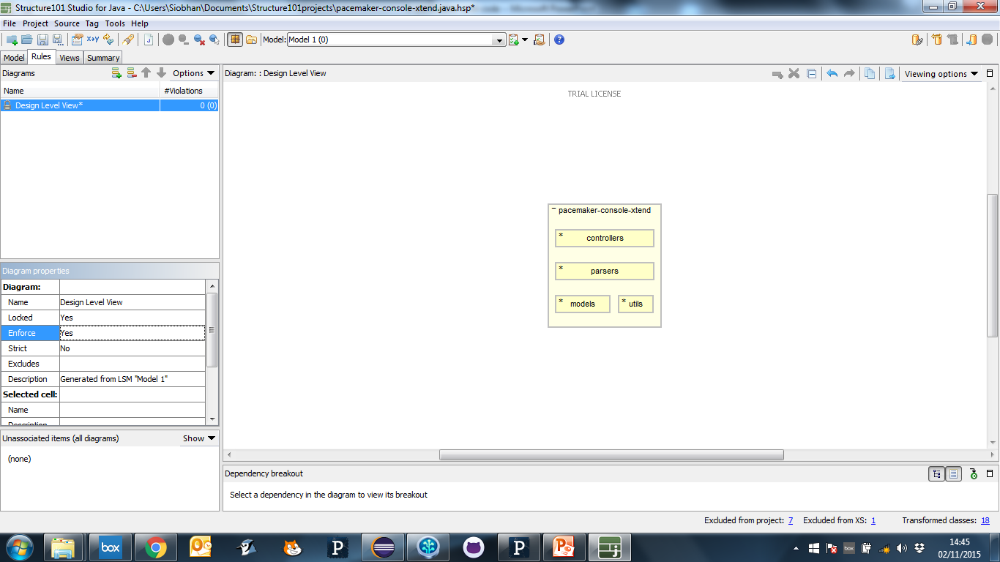 Structure101 Studio for Java - C:\Users\Siobhan\Documents\Structure101projects\pacemaker-console-xtend.java.hsp*
File Project Source Tag Tools Help
x→y J Model: Model 1 (0) ?
Model Rules Views Summary
Diagrams Options
Name #Violations
Design Level View* 0 (0)
Diagram: : Design Level View Viewing options
TRIAL LICENSE
− pacemaker-console-xtend
* controllers
* parsers
* models * utils
Diagram properties
Diagram:
Name Design Level View
Locked Yes
Enforce Yes
Strict No
Excludes
Description Generated from LSM "Model 1"
Selected cell:
Name
Description
Unassociated items (all diagrams) Show
(none)
Dependency breakout
Select a dependency in the diagram to view its breakout
Excluded from project: 7 Excluded from XS: 1 Transformed classes: 18
box P P box 14:45
02/11/2015